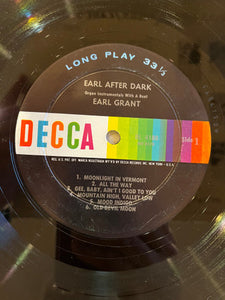 LONG PLAY 33⅓
EARL AFTER DARK
Organ Instrumentals With A Beat
EARL GRANT
DECCA
Side 1
1. MOONLIGHT IN VERMONT
2. ALL THE WAY
3. GEE, BABY, AIN'T I GOOD TO YOU
4. MOUNTAIN HIGH, VALLEY LOW
5. MOOD INDIGO
6. OLD DEVIL MOON